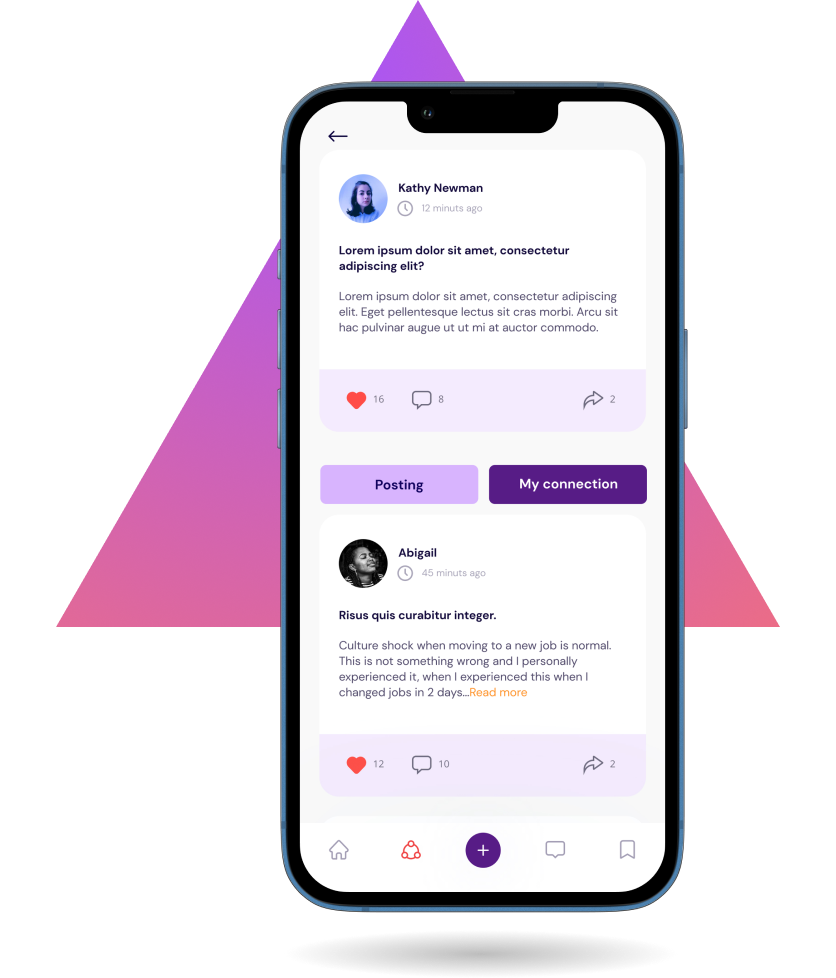 Kathy Newman
12 minuts ago
Lorem ipsum dolor sit amet, consectetur
adipiscing elit?
Lorem ipsum dolor sit amet, consectetur adipiscing
elit. Eget pellentesque lectus sit cras morbi. Arcu sit
hac pulvinar augue ut ut mi at auctor commodo.
16 8 2
Posting My connection
Abigail
45 minuts ago
Risus quis curabitur integer.
Culture shock when moving to a new job is normal.
This is not something wrong and I personally
experienced it, when I experienced this when I
changed jobs in 2 days...Read more
12 10 2